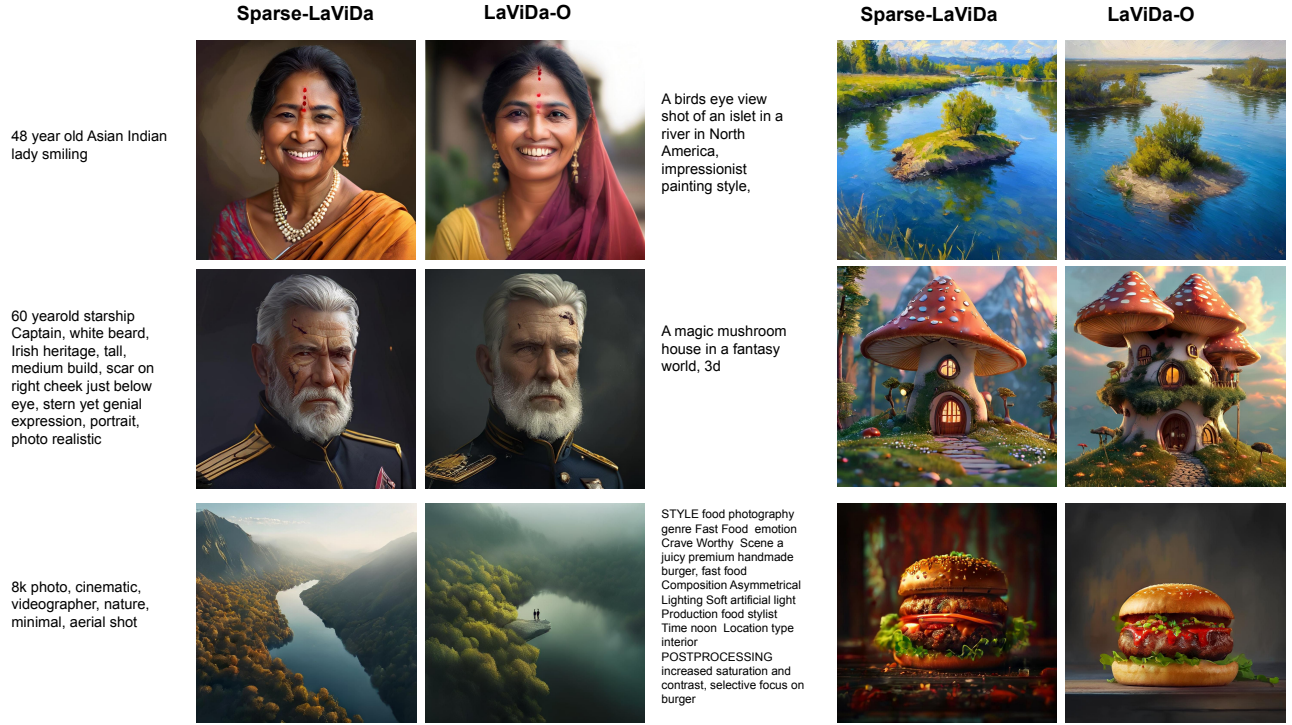 Sparse-LaViDa
LaViDa-O
Sparse-LaViDa
LaViDa-O
48 year old Asian Indian
lady smiling
A birds eye view
shot of an islet in a
river in North
America,
impressionist
painting style,
60 yearold starship
Captain, white beard,
Irish heritage, tall,
medium build, scar on
right cheek just below
eye, stern yet genial
expression, portrait,
photo realistic
A magic mushroom
house in a fantasy
world, 3d
8k photo, cinematic,
videographer, nature,
minimal, aerial shot
STYLE food photography
genre Fast Food  emotion
Crave Worthy  Scene a
juicy premium handmade
burger, fast food
Composition Asymmetrical
Lighting Soft artificial light
Production food stylist
Time noon  Location type
interior
POSTPROCESSING
increased saturation and
contrast, selective focus on
burger